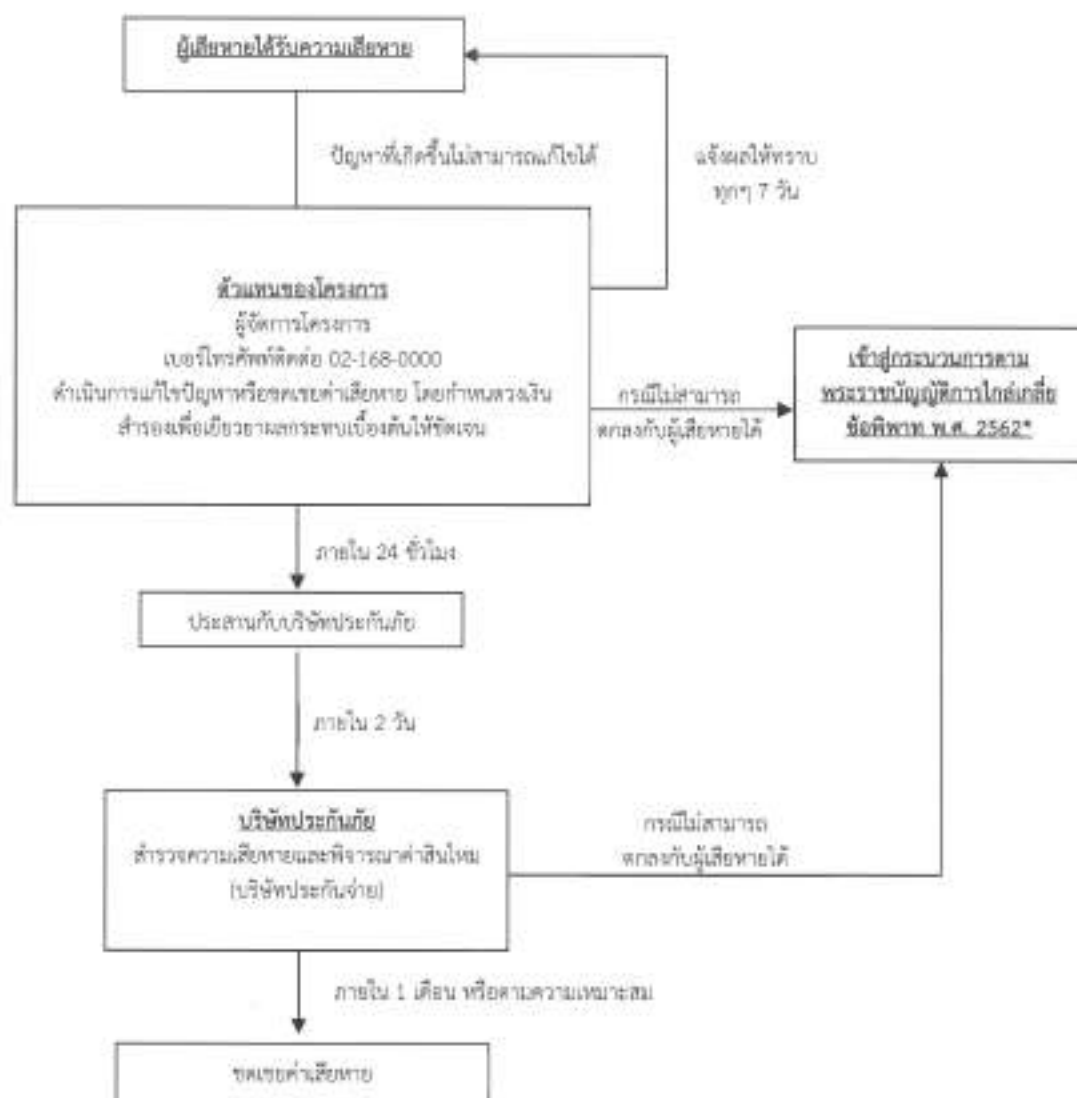 ผู้เสียหายได้รับความเสียหาย
ปัญหาที่เกิดขึ้นไม่สามารถแก้ไขได้
แจ้งผลให้ทราบ
ทุกๆ 7 วัน
ตัวแทนของโครงการ
ผู้จัดการโครงการ
เบอร์โทรศัพท์ติดต่อ 02-168-0000
ดำเนินการแก้ไขปัญหาหรือชดเชยค่าเสียหาย โดยกำหนดวงเงิน
สำรองเพื่อเยียวยาผลกระทบเบื้องต้นให้ชัดเจน
กรณีไม่สามารถ
ตกลงกับผู้เสียหายได้
เข้าสู่กระบวนการตาม
พระราชบัญญัติการไกล่เกลี่ย
ข้อพิพาท พ.ศ. 2562*
ภายใน 24 ชั่วโมง
ประสานกับบริษัทประกันภัย
ภายใน 2 วัน
บริษัทประกันภัย
สำรวจความเสียหายและพิจารณาค่าสินไหม
(บริษัทประกันจ่าย)
กรณีไม่สามารถ
ตกลงกับผู้เสียหายได้
ภายใน 1 เดือน หรือตามความเหมาะสม
ชดเชยค่าเสียหาย